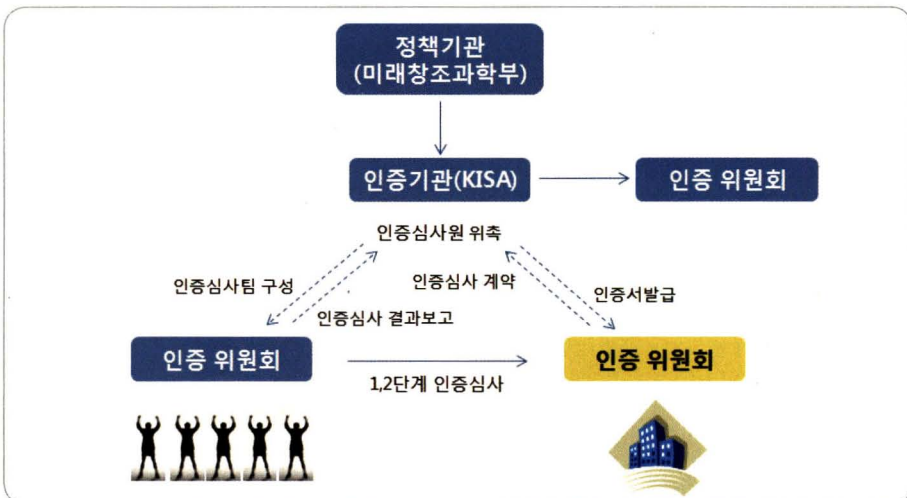 정책기관
(미래창조과학부)
인증기관(KISA)
인증 위원회
인증심사원 위촉
인증심사팀 구성
인증심사 계약
인증서발급
인증심사 결과보고
인증 위원회
인증 위원회
1,2단계 인증심사